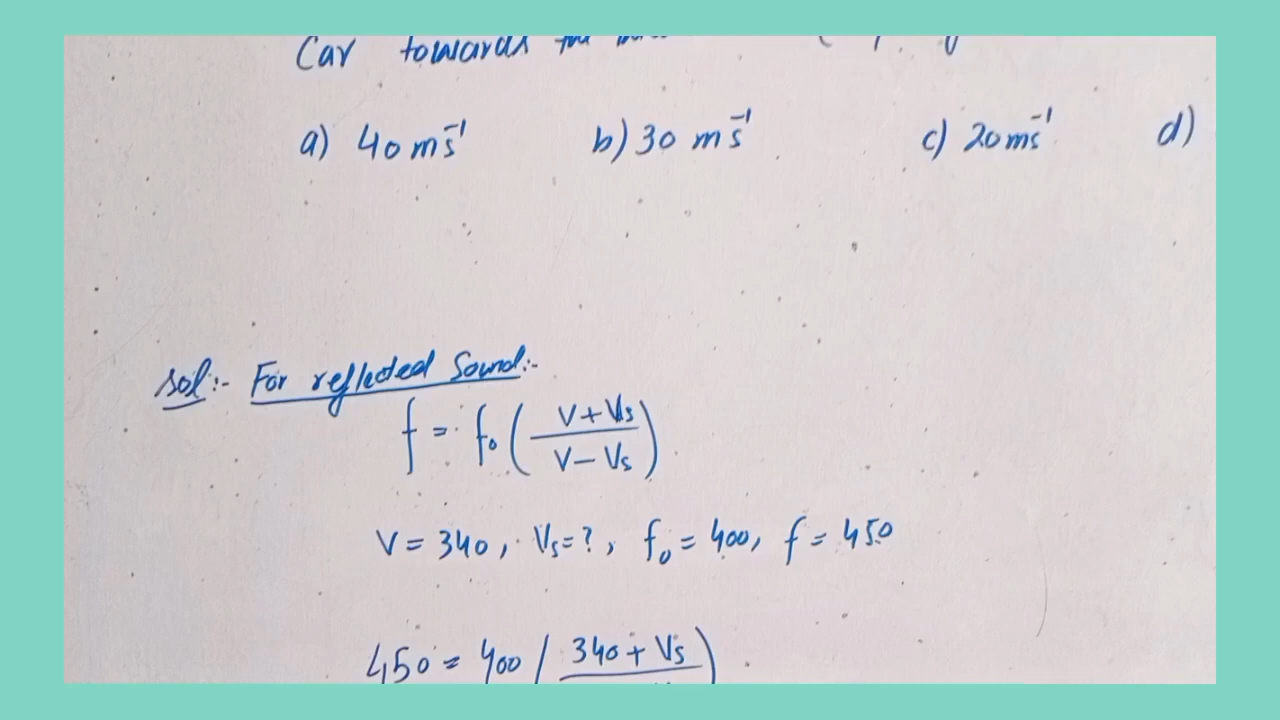 Car towards the
a) 40 ms⁻¹ b) 30 ms⁻¹ c) 20 ms⁻¹ d)
Sol:- For reflected Sound:-
f = f₀ ( V + Vs / V - Vs )
V = 340, Vs = ?, f₀ = 400, f = 450
450 = 400 ( 340 + Vs )